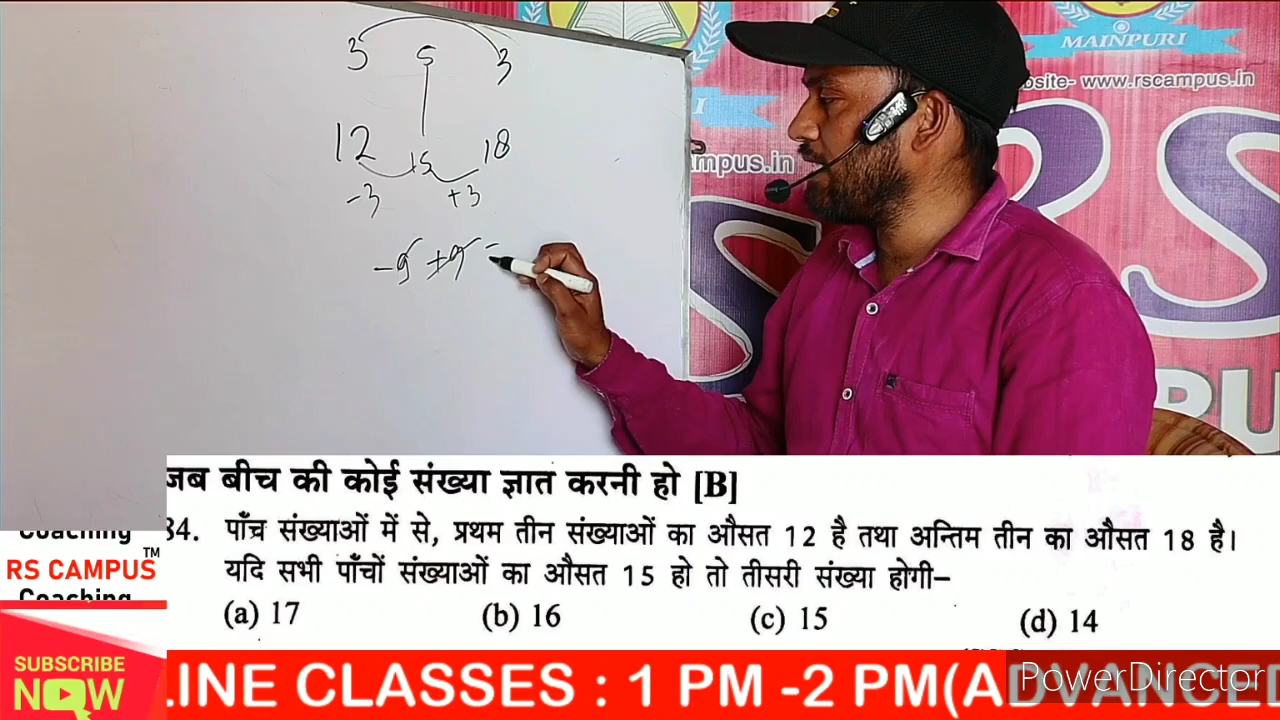 3 5 3
12 15 18
-3 +3
-9 +9 =
MAINPURI
bsite- www.rscampus.in
mpus.in
RS
जब बीच की कोई संख्या ज्ञात करनी हो [B]
34. पाँच संख्याओं में से, प्रथम तीन संख्याओं का औसत 12 है तथा अन्तिम तीन का औसत 18 है।
यदि सभी पाँचों संख्याओं का औसत 15 हो तो तीसरी संख्या होगी–
(a) 17 (b) 16 (c) 15 (d) 14
Coaching
RS CAMPUS™
Coaching
SUBSCRIBE
NOW
LINE CLASSES : 1 PM -2 PM(ADVANCED
PowerDirector